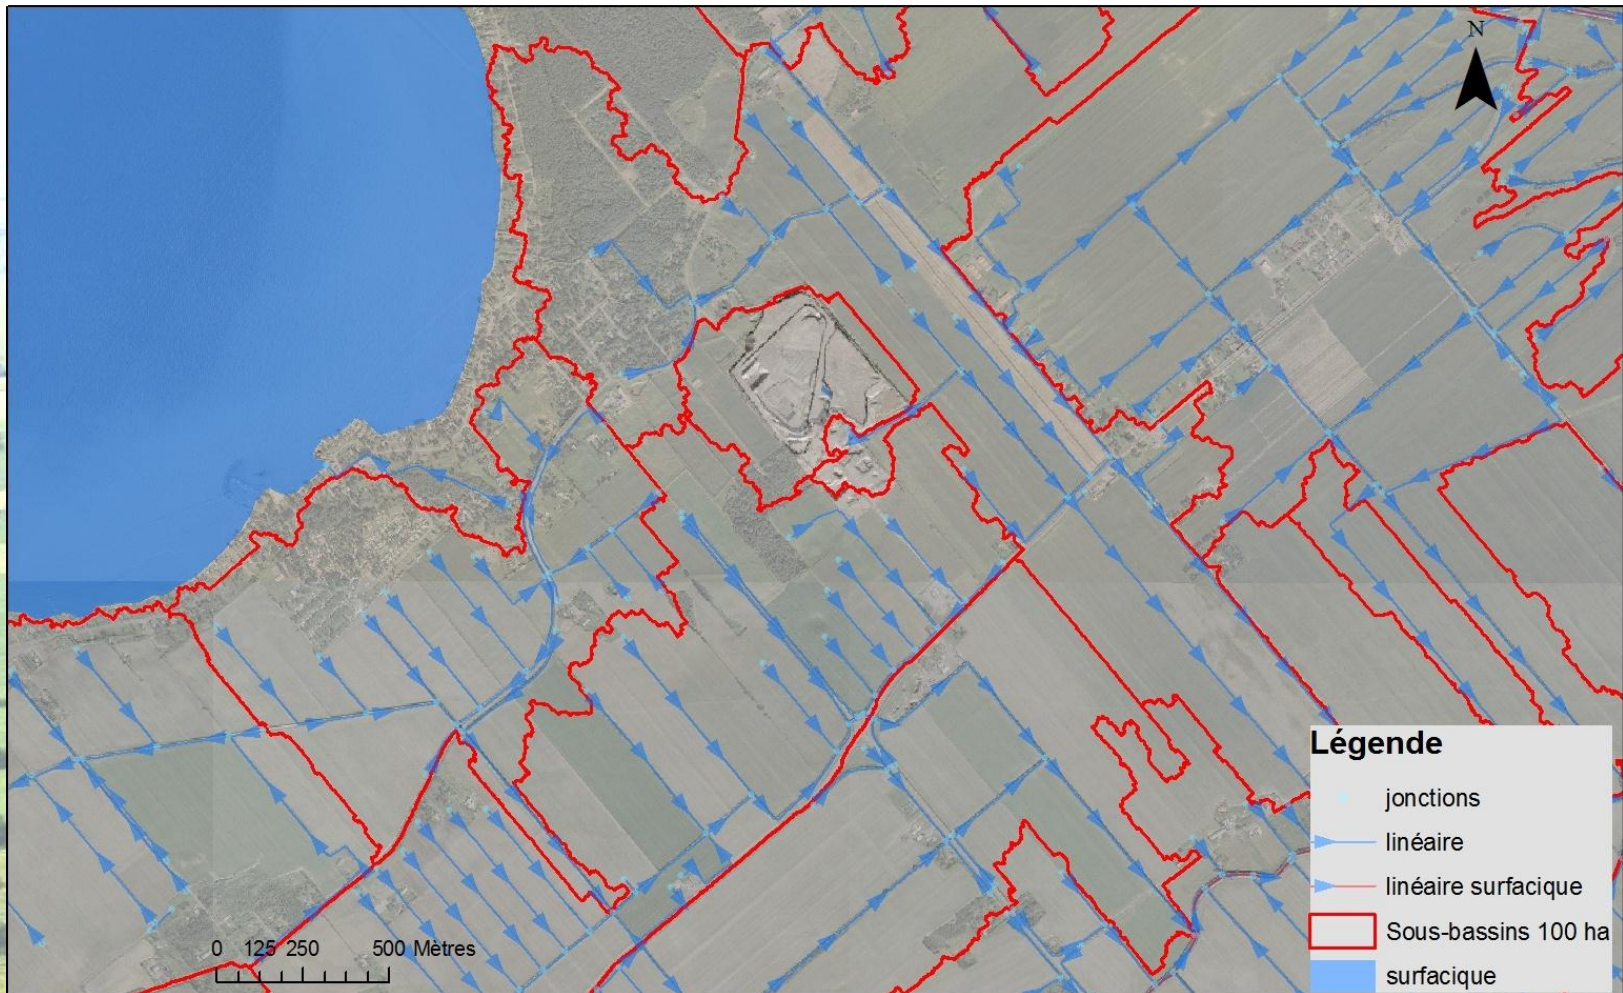 N
Légende
jonctions
linéaire
linéaire surfacique
Sous-bassins 100 ha
surfacique
0 125 250 500 Mètres